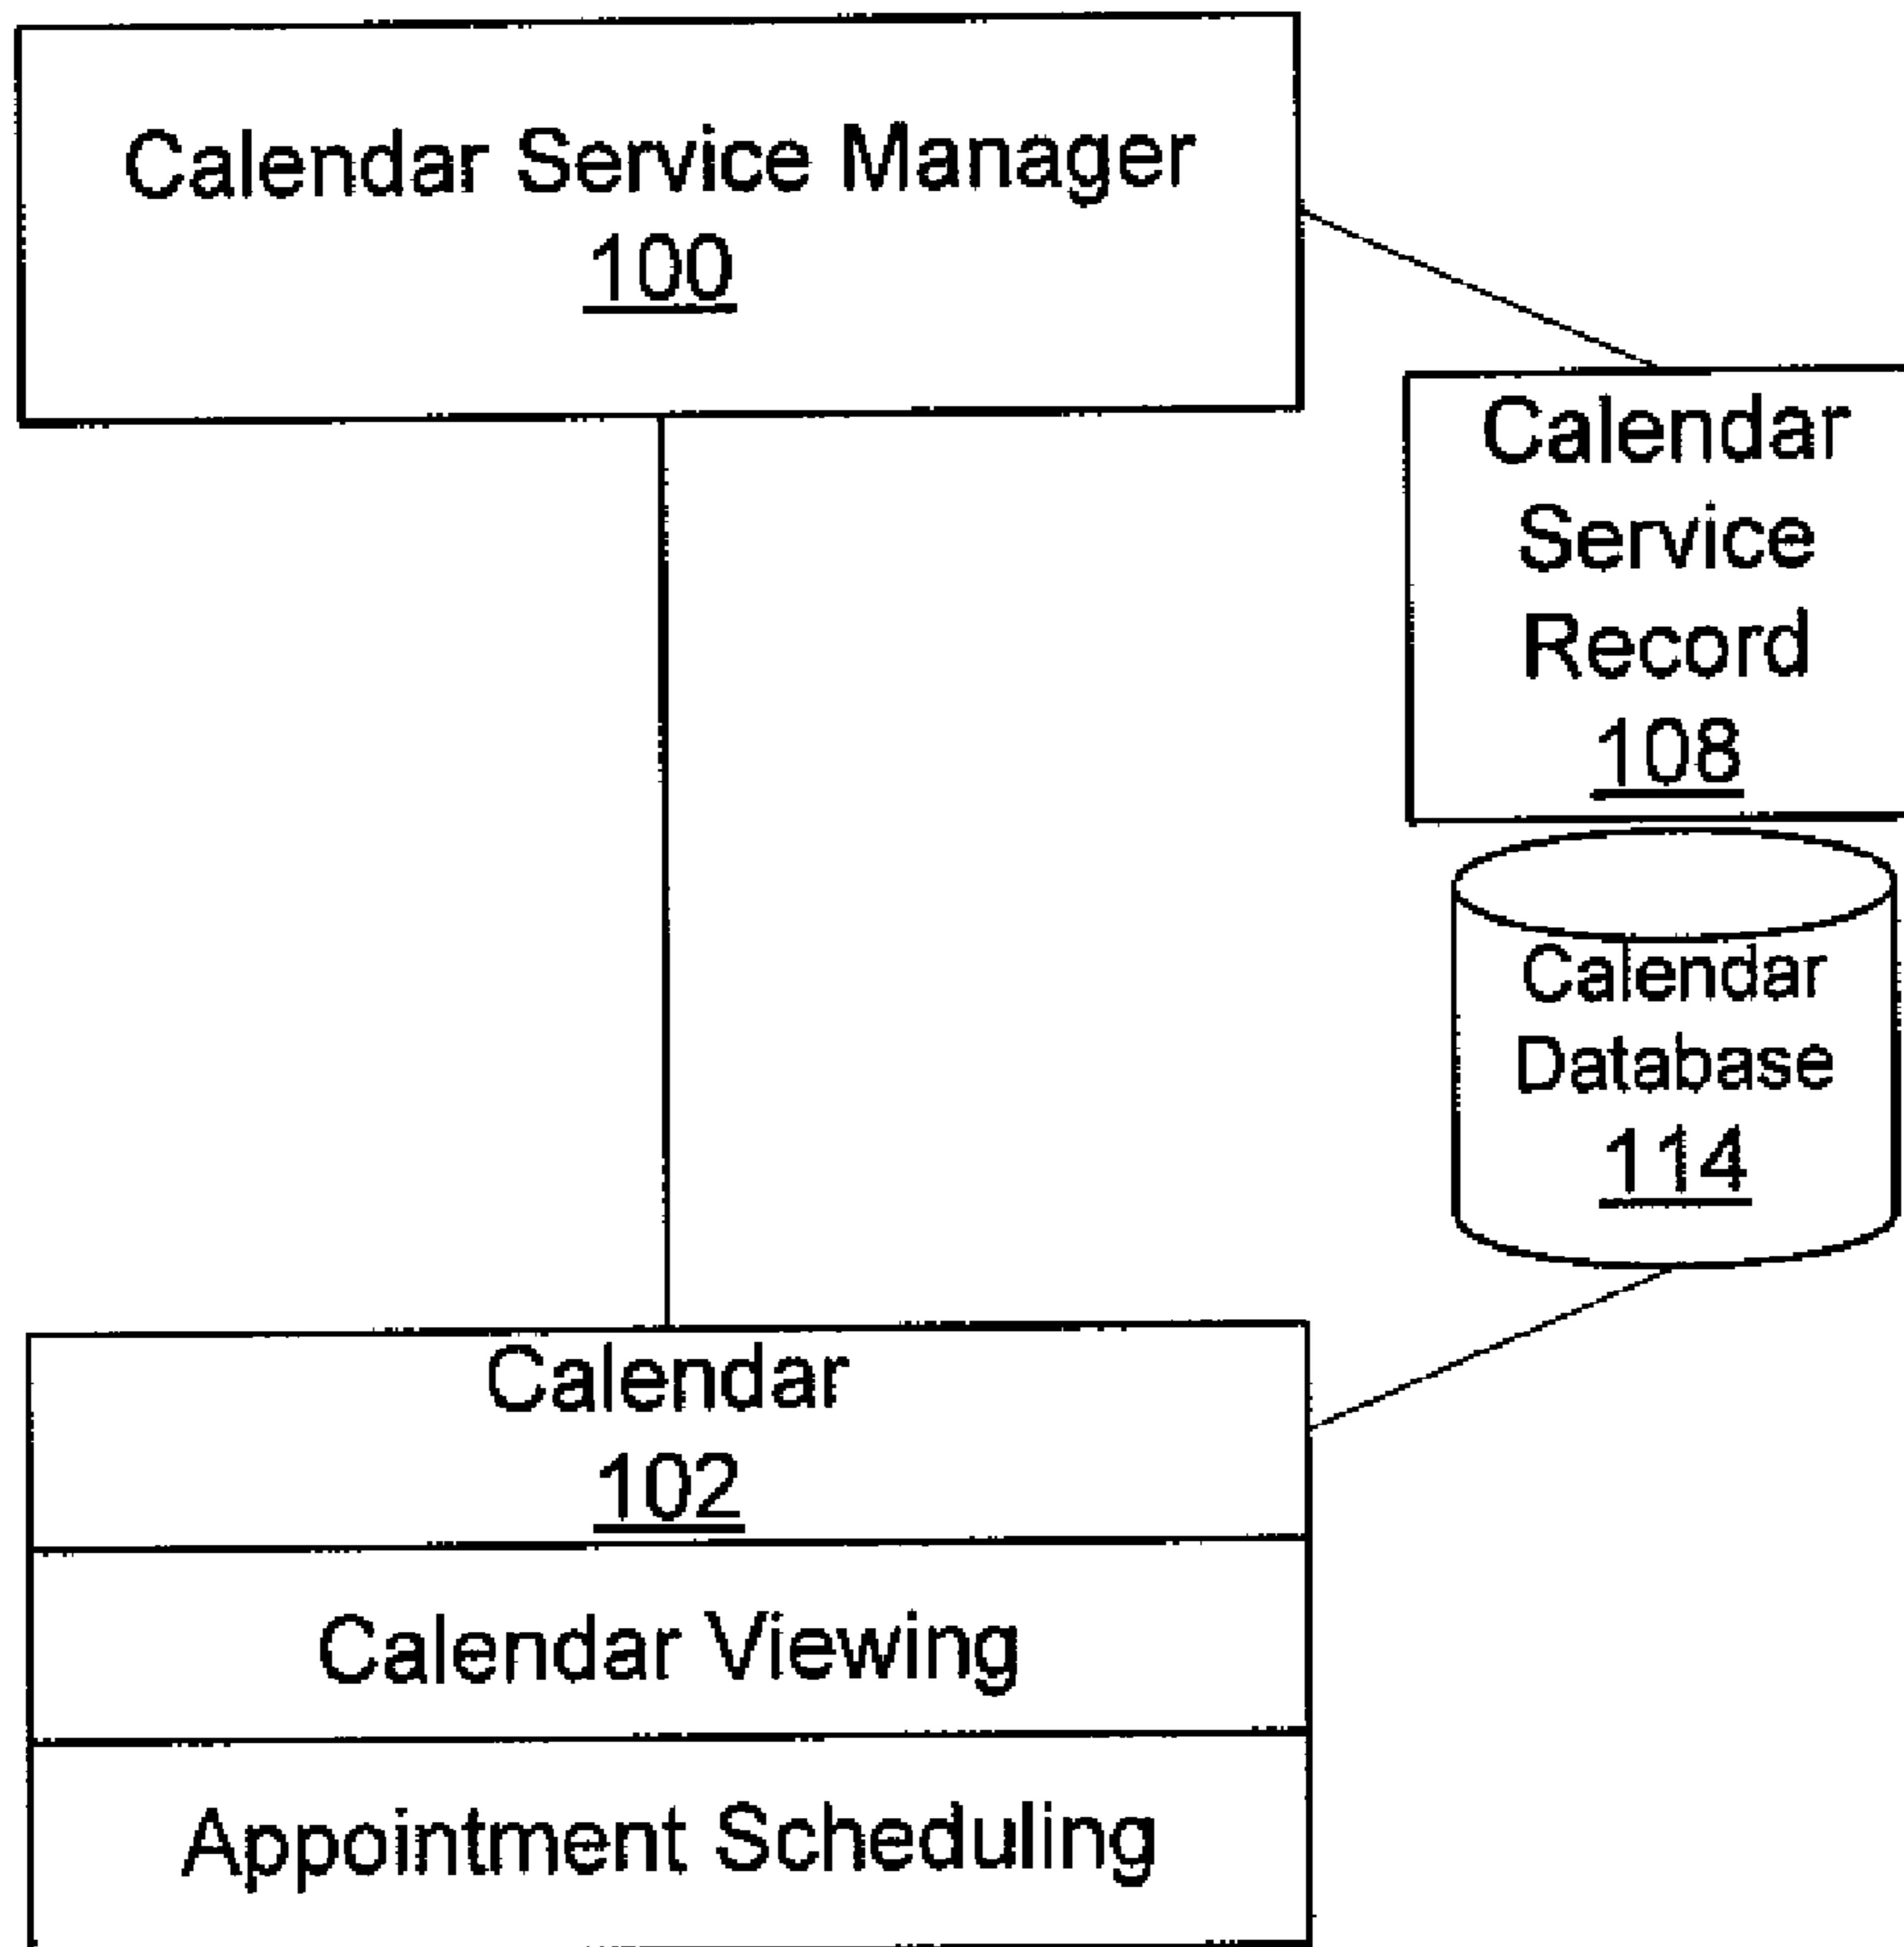 Calendar Service Manager
100
Calendar
Service
Record
108
Calendar
Database
114
Calendar
102
Calendar Viewing
Appointment Scheduling